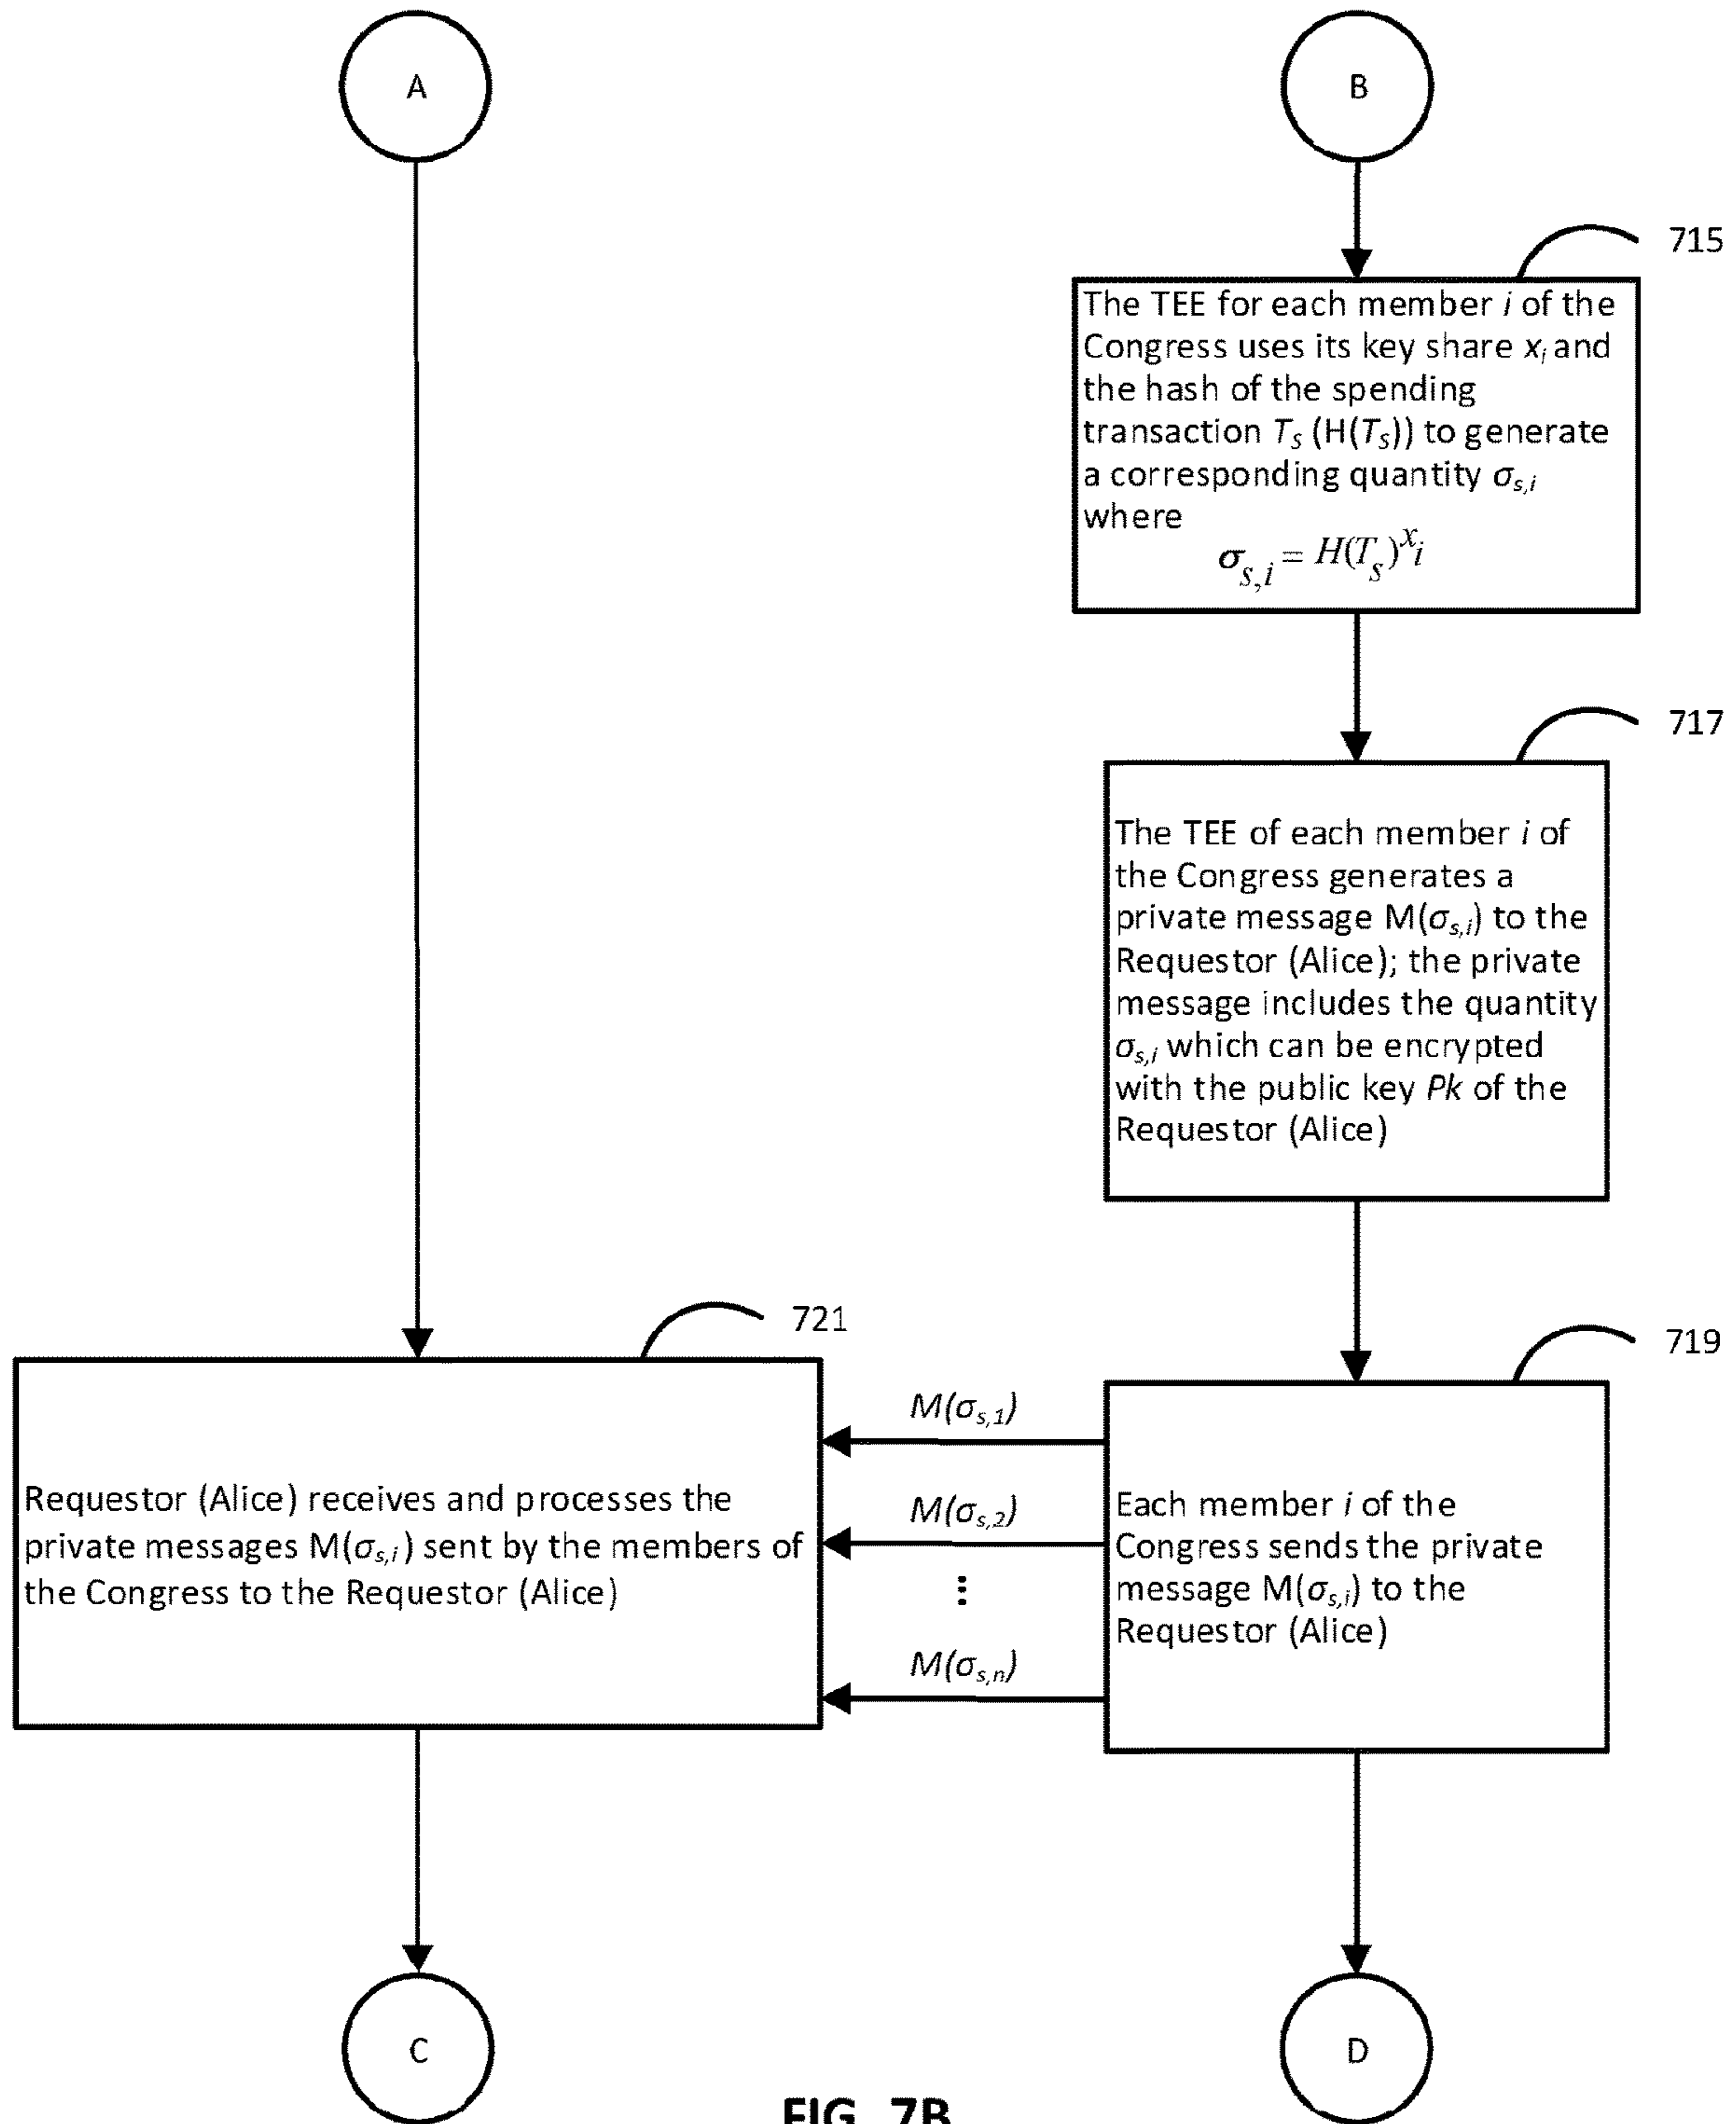 A
B
715
The TEE for each member i of the
Congress uses its key share xᵢ and
the hash of the spending
transaction Tₛ (H(Tₛ)) to generate
a corresponding quantity σₛ,ᵢ
where
σₛ,ᵢ = H(Tₛ)^xᵢ
717
The TEE of each member i of
the Congress generates a
private message M(σₛ,ᵢ) to the
Requestor (Alice); the private
message includes the quantity
σₛ,ᵢ which can be encrypted
with the public key Pk of the
Requestor (Alice)
721
Requestor (Alice) receives and processes the
private messages M(σₛ,ᵢ) sent by the members of
the Congress to the Requestor (Alice)
M(σₛ,₁)
M(σₛ,₂)
⋮
M(σₛ,ₙ)
719
Each member i of the
Congress sends the private
message M(σₛ,ᵢ) to the
Requestor (Alice)
C
D
FIG. 7B